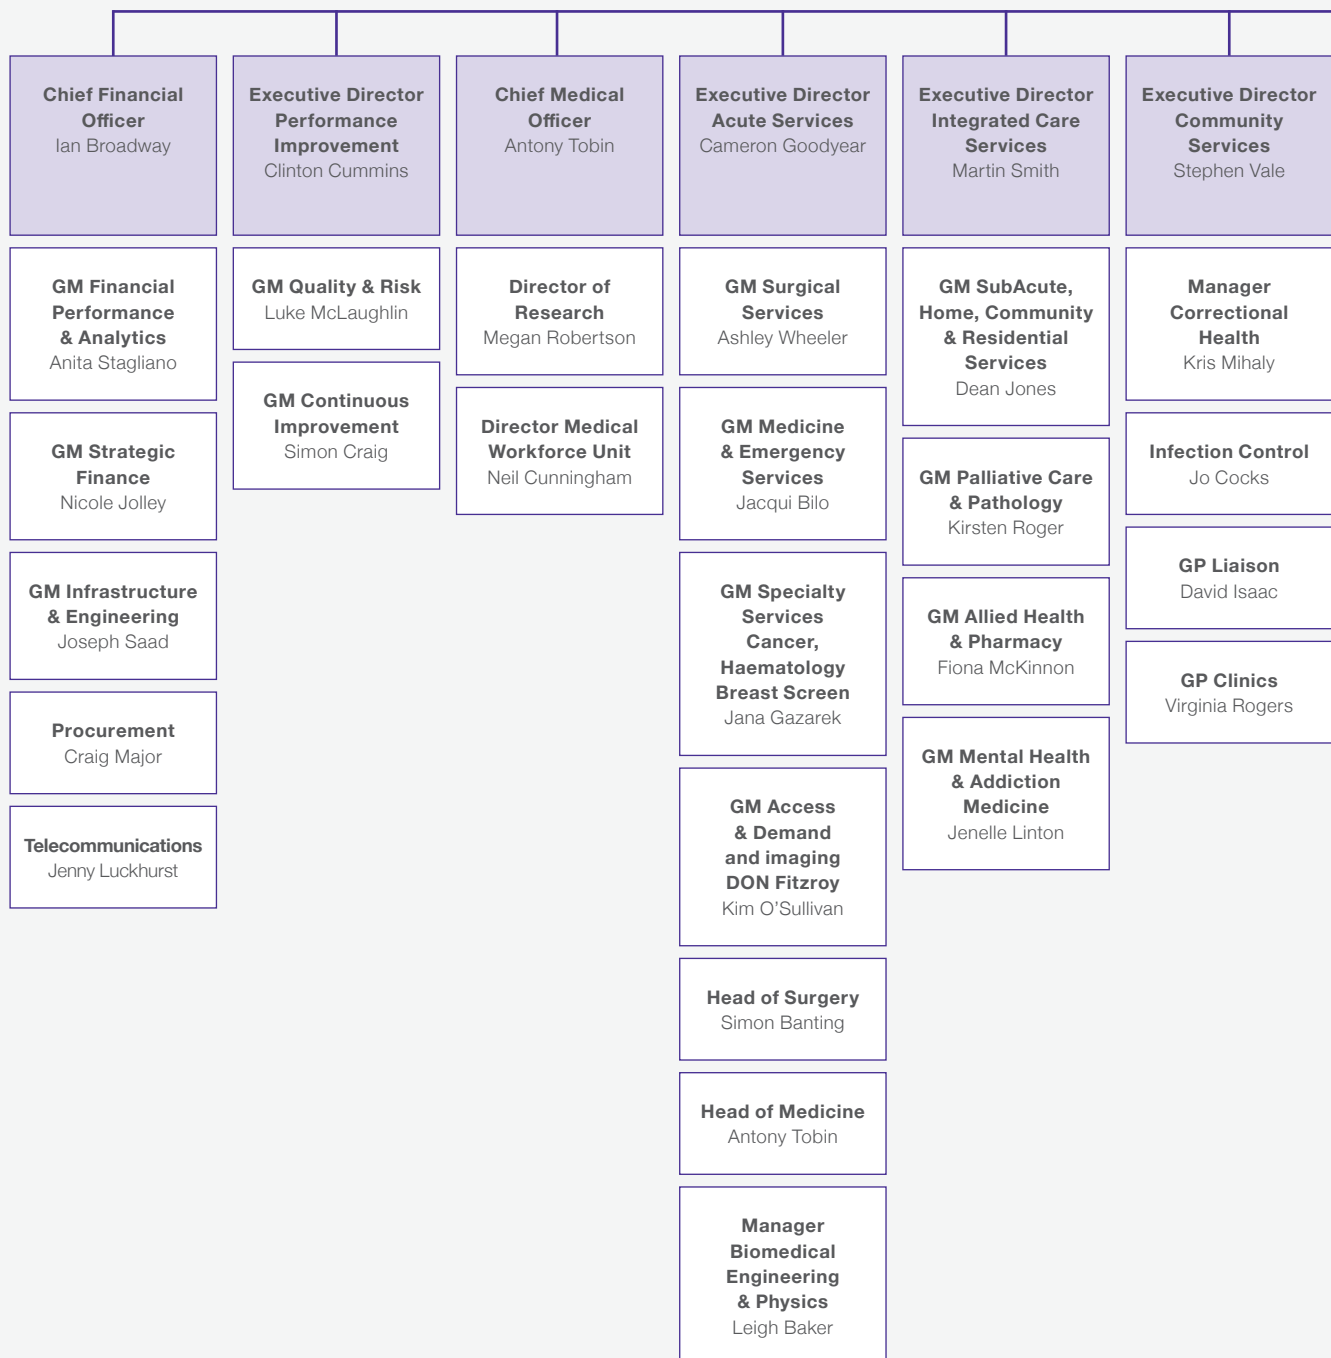 Chief Financial
Officer
Ian Broadway
GM Financial
Performance
& Analytics
Anita Stagliano
GM Strategic
Finance
Nicole Jolley
GM Infrastructure
& Engineering
Joseph Saad
Procurement
Craig Major
Telecommunications
Jenny Luckhurst
Executive Director
Performance
Improvement
Clinton Cummins
GM Quality & Risk
Luke McLaughlin
GM Continuous
Improvement
Simon Craig
Chief Medical
Officer
Antony Tobin
Director of
Research
Megan Robertson
Director Medical
Workforce Unit
Neil Cunningham
Executive Director
Acute Services
Cameron Goodyear
GM Surgical
Services
Ashley Wheeler
GM Medicine
& Emergency
Services
Jacqui Bilo
GM Specialty
Services
Cancer,
Haematology
Breast Screen
Jana Gazarek
GM Access
& Demand
and imaging
DON Fitzroy
Kim O'Sullivan
Head of Surgery
Simon Banting
Head of Medicine
Antony Tobin
Manager
Biomedical
Engineering
& Physics
Leigh Baker
Executive Director
Integrated Care
Services
Martin Smith
GM SubAcute,
Home, Community
& Residential
Services
Dean Jones
GM Palliative Care
& Pathology
Kirsten Roger
GM Allied Health
& Pharmacy
Fiona McKinnon
GM Mental Health
& Addiction
Medicine
Jenelle Linton
Executive Director
Community
Services
Stephen Vale
Manager
Correctional
Health
Kris Mihaly
Infection Control
Jo Cocks
GP Liaison
David Isaac
GP Clinics
Virginia Rogers